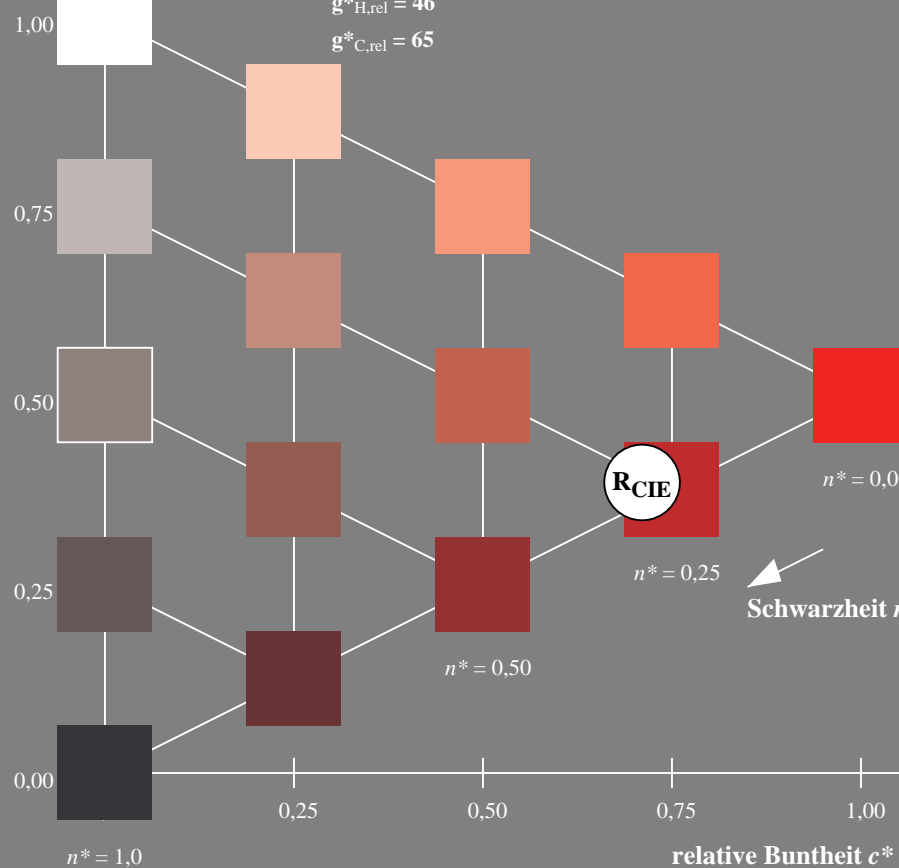 g*H,rel = 46
1,00
g*C,rel = 65
0,75
0,50
RCIE
n* = 0,0
n* = 0,25
0,25
Schwarzheit n
n* = 0,50
0,00
0,25 0,50 0,75 1,00
n* = 1,0
relative Buntheit c*